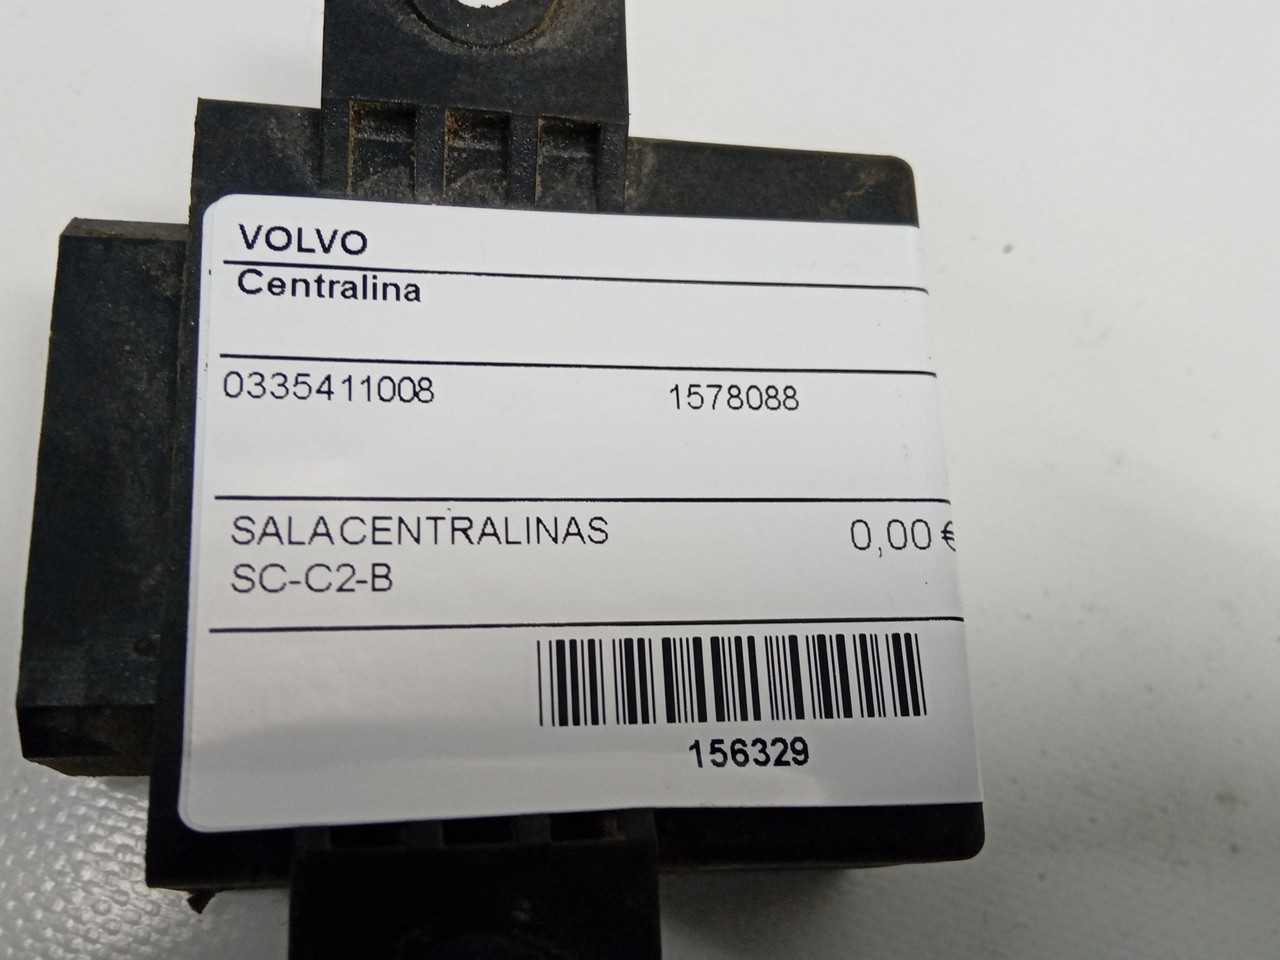 VOLVO
Centralina
0335411008 1578088
SALACENTRALINAS 0,00 €
SC-C2-B
156329